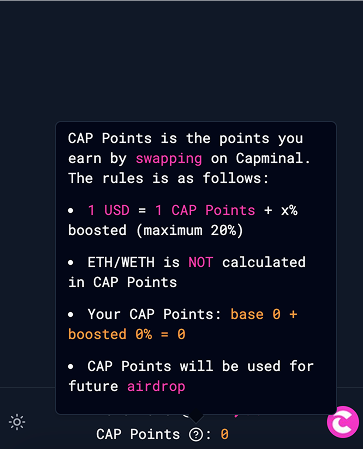 CAP Points is the points you
earn by swapping on Capminal.
The rules is as follows:
• 1 USD = 1 CAP Points + x%
boosted (maximum 20%)
• ETH/WETH is NOT calculated
in CAP Points
• Your CAP Points: base 0 +
boosted 0% = 0
• CAP Points will be used for
future airdrop
CAP Points ?: 0